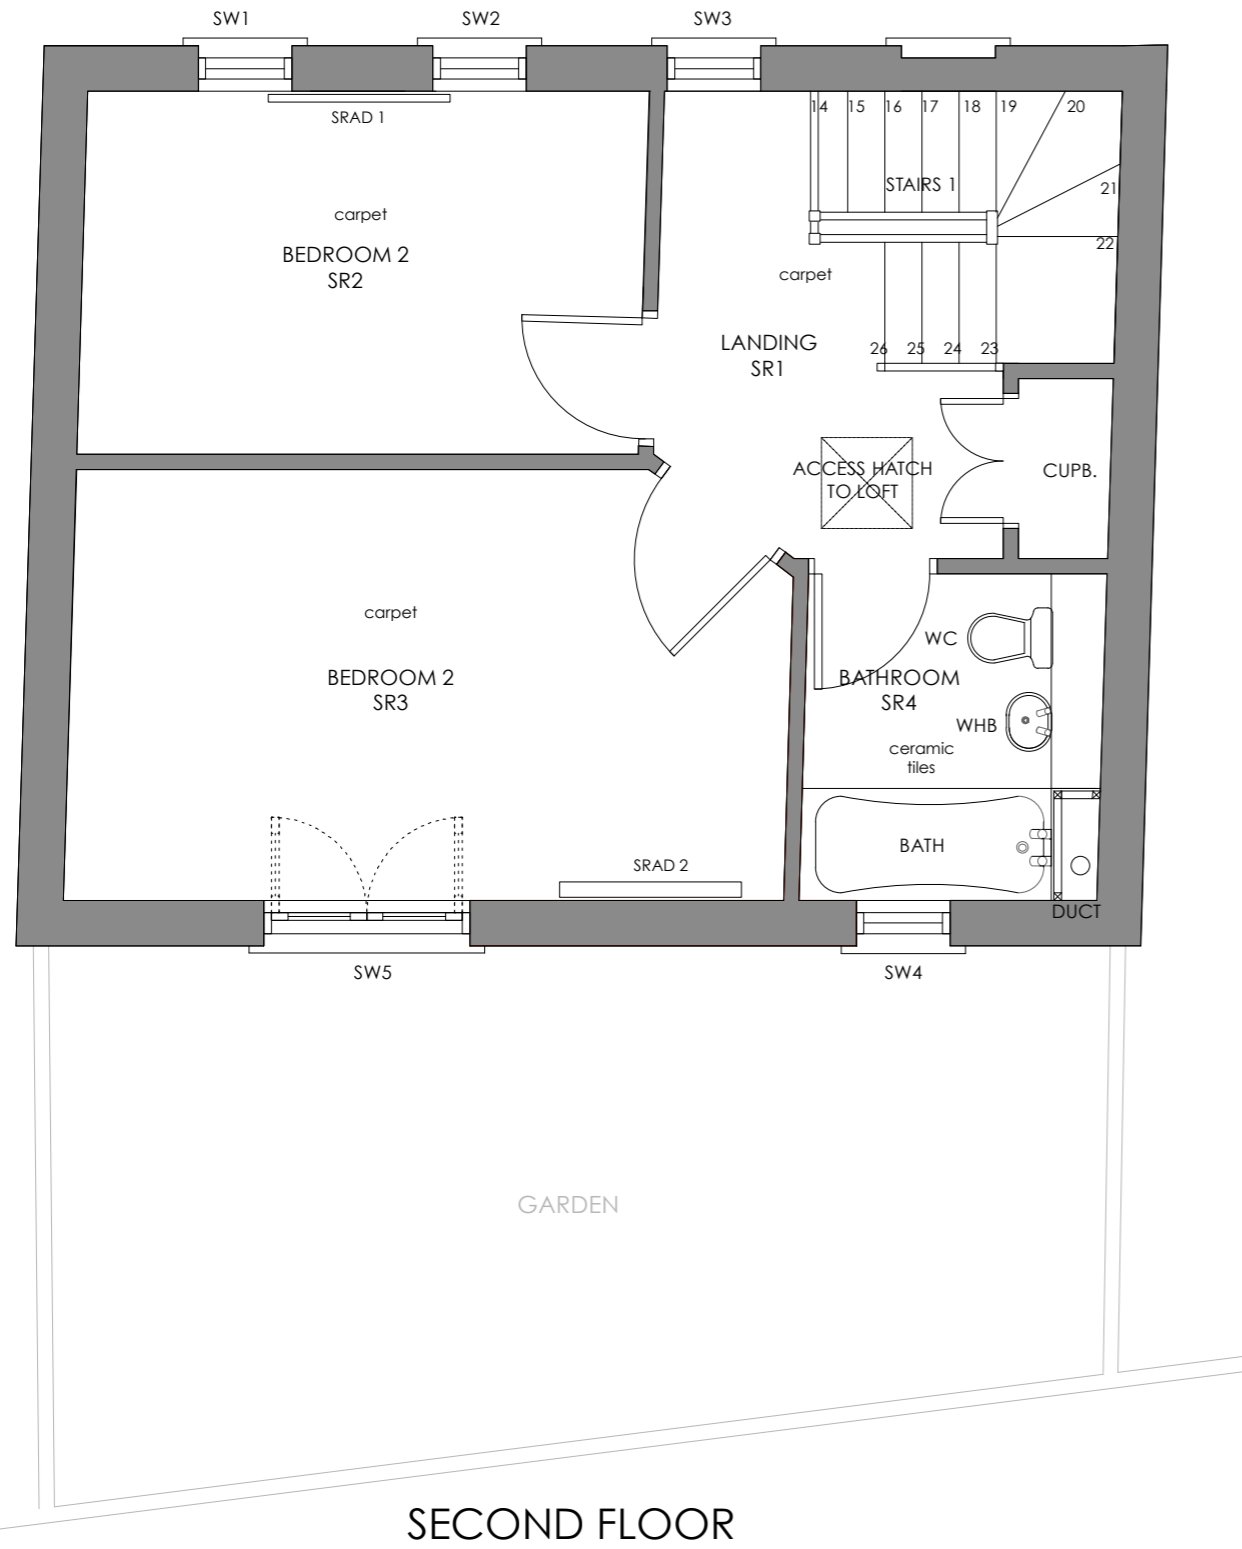 SW1
SW2
SW3
SRAD 1
14
15
16
17
18
19
20
21
22
STAIRS 1
carpet
BEDROOM 2
SR2
carpet
LANDING
SR1
26
25
24
23
ACCESS HATCH
TO LOFT
CUPB.
carpet
BEDROOM 2
SR3
WC
BATHROOM
SR4
WHB
ceramic
tiles
BATH
SRAD 2
DUCT
SW5
SW4
GARDEN
SECOND FLOOR